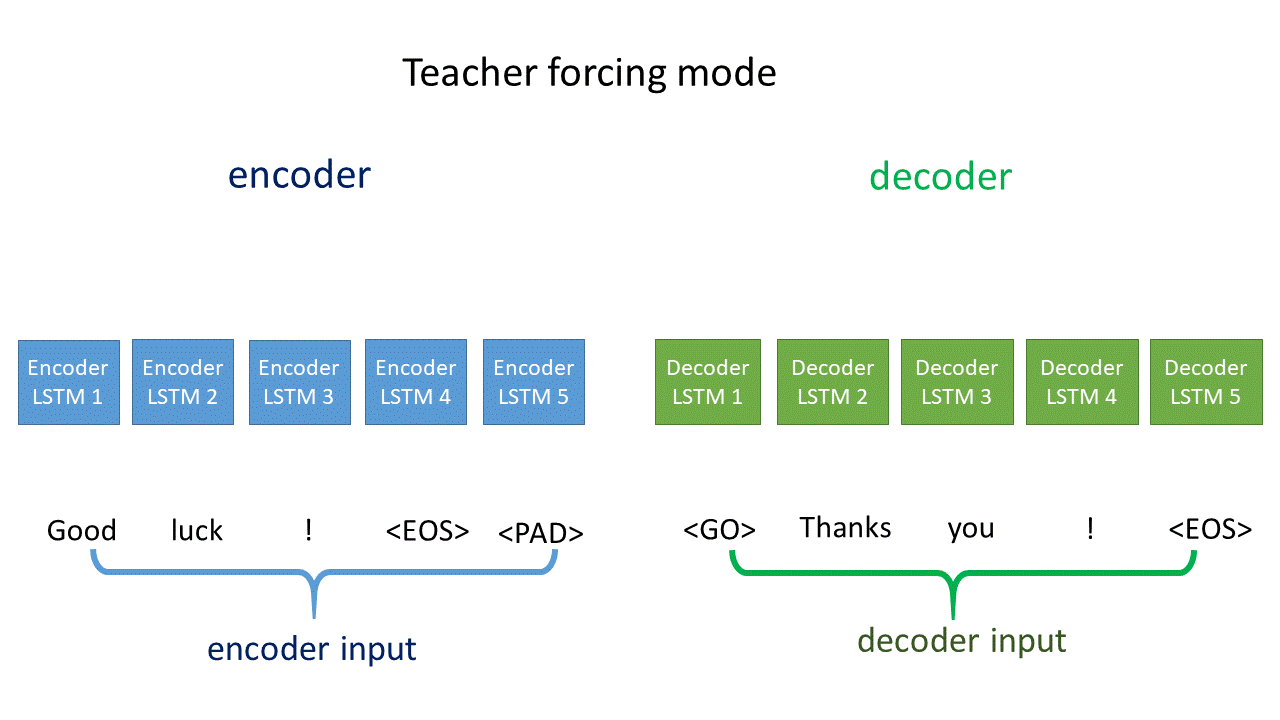 Teacher forcing mode
encoder
decoder
Encoder LSTM 1
Encoder LSTM 2
Encoder LSTM 3
Encoder LSTM 4
Encoder LSTM 5
Decoder LSTM 1
Decoder LSTM 2
Decoder LSTM 3
Decoder LSTM 4
Decoder LSTM 5
Good luck ! <EOS> <PAD>
<GO> Thanks you ! <EOS>
encoder input
decoder input